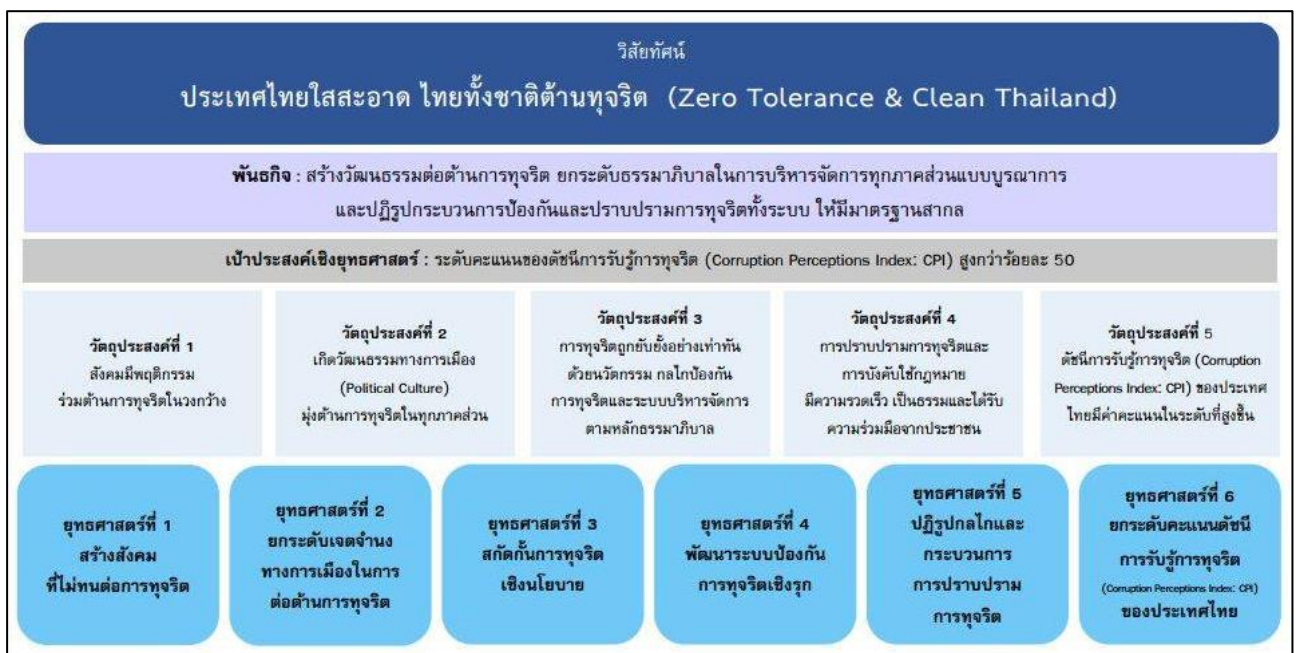 วิสัยทัศน์
ประเทศไทยใสสะอาด ไทยทั้งชาติต้านทุจริต (Zero Tolerance & Clean Thailand)
พันธกิจ : สร้างวัฒนธรรมต่อต้านการทุจริต ยกระดับธรรมาภิบาลในการบริหารจัดการทุกภาคส่วนแบบบูรณาการ
และปฏิรูปกระบวนการป้องกันและปราบปรามการทุจริตทั้งระบบ ให้มีมาตรฐานสากล
เป้าประสงค์เชิงยุทธศาสตร์ : ระดับคะแนนของดัชนีการรับรู้การทุจริต (Corruption Perceptions Index: CPI) สูงกว่าร้อยละ 50
วัตถุประสงค์ที่ 1
สังคมมีพฤติกรรม
ร่วมต้านการทุจริตในวงกว้าง
วัตถุประสงค์ที่ 2
เกิดวัฒนธรรมทางการเมือง
(Political Culture)
มุ่งต้านการทุจริตในทุกภาคส่วน
วัตถุประสงค์ที่ 3
การทุจริตถูกยับยั้งอย่างเท่าทัน
ด้วยนวัตกรรม กลไกป้องกัน
การทุจริตและระบบบริหารจัดการ
ตามหลักธรรมาภิบาล
วัตถุประสงค์ที่ 4
การปราบปรามการทุจริตและ
การบังคับใช้กฎหมาย
มีความรวดเร็ว เป็นธรรมและได้รับ
ความร่วมมือจากประชาชน
วัตถุประสงค์ที่ 5
ดัชนีการรับรู้การทุจริต (Corruption
Perceptions Index: CPI) ของประเทศ
ไทยมีค่าคะแนนในระดับที่สูงขึ้น
ยุทธศาสตร์ที่ 1
สร้างสังคม
ที่ไม่ทนต่อการทุจริต
ยุทธศาสตร์ที่ 2
ยกระดับเจตจำนง
ทางการเมืองในการ
ต่อต้านการทุจริต
ยุทธศาสตร์ที่ 3
สกัดกั้นการทุจริต
เชิงนโยบาย
ยุทธศาสตร์ที่ 4
พัฒนาระบบป้องกัน
การทุจริตเชิงรุก
ยุทธศาสตร์ที่ 5
ปฏิรูปกลไกและ
กระบวนการ
การปราบปราม
การทุจริต
ยุทธศาสตร์ที่ 6
ยกระดับคะแนนดัชนี
การรับรู้การทุจริต
(Corruption Perceptions Index: CPI)
ของประเทศไทย